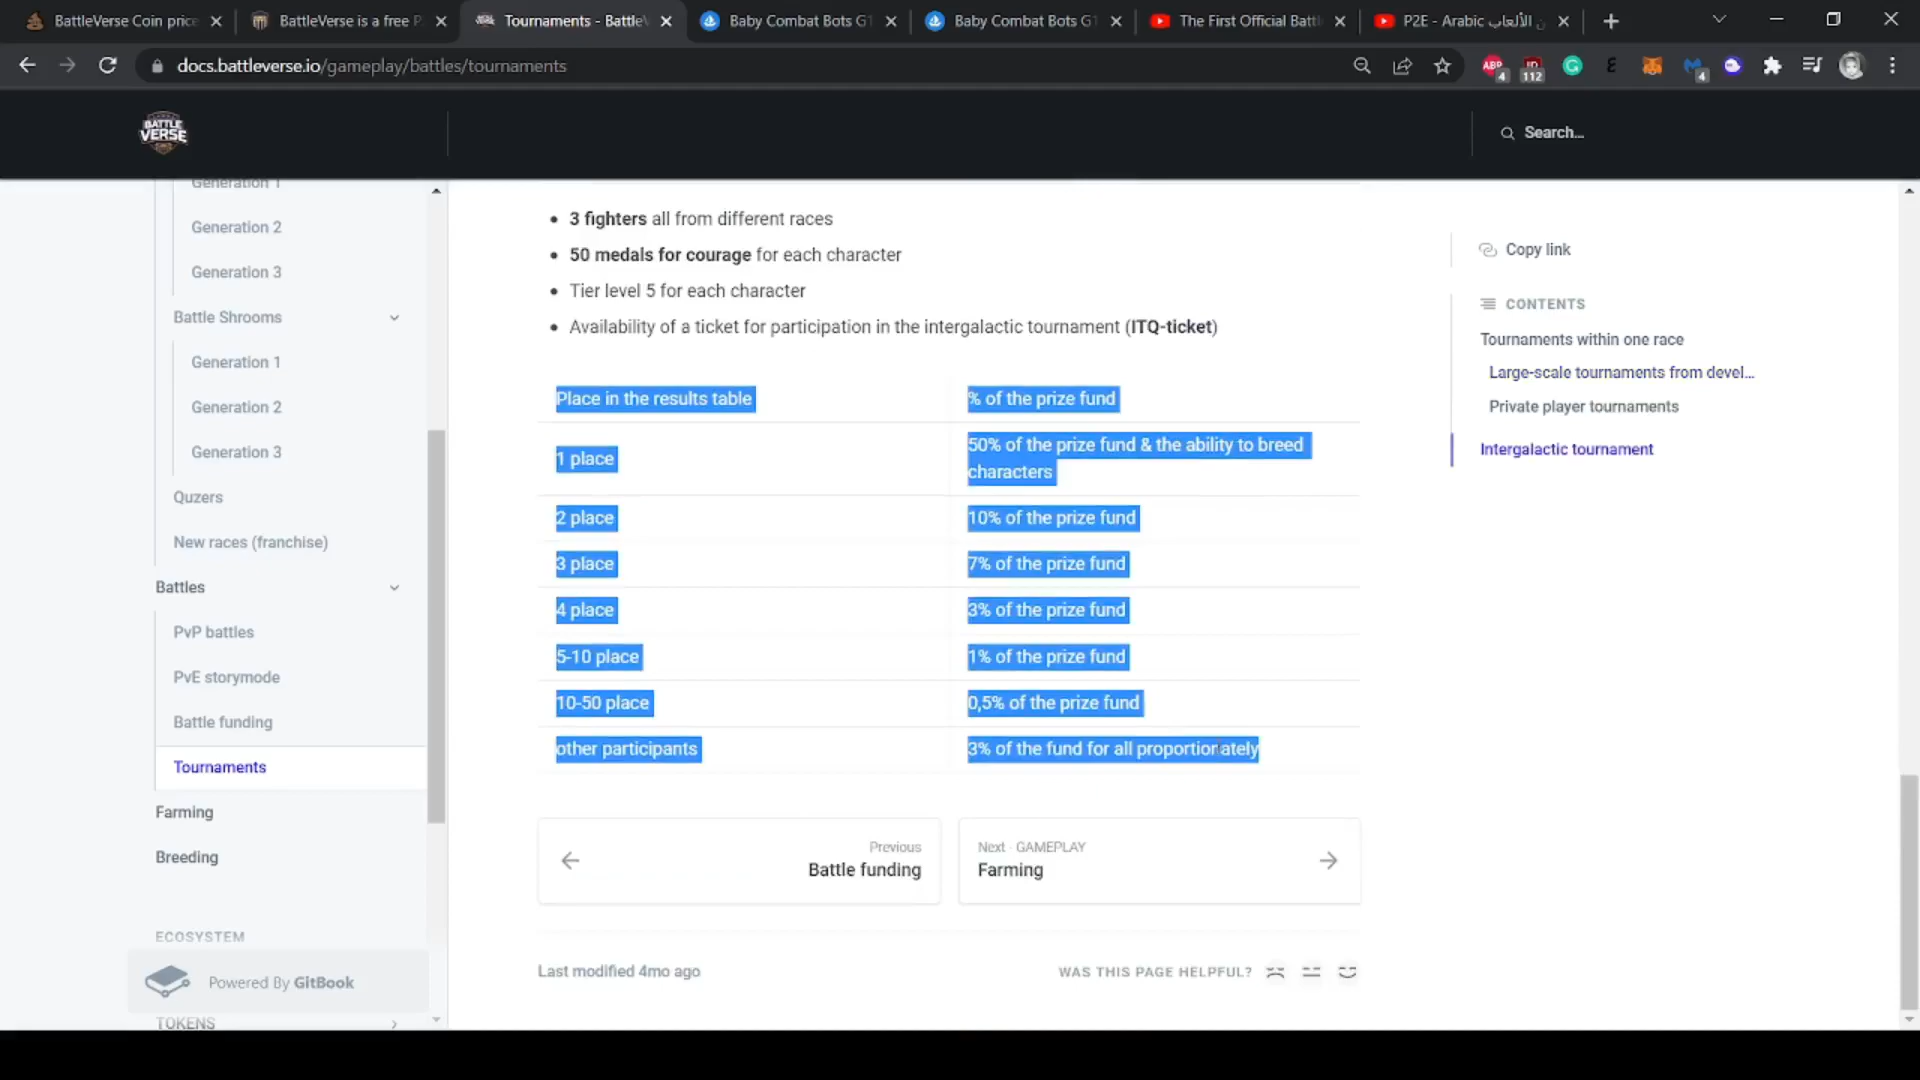 BattleVerse Coin price
BattleVerse is a free P
Tournaments - BattleV
Baby Combat Bots G1
Baby Combat Bots G1
The First Official Battl
P2E - Arabic ن الألعاب
docs.battleverse.io/gameplay/battles/tournaments
ABP
4
112
4
BATTLE
VERSE
Search...
Generation 1
Generation 2
Generation 3
Battle Shrooms
Generation 1
Generation 2
Generation 3
Quzers
New races (franchise)
Battles
PvP battles
PvE storymode
Battle funding
Tournaments
Farming
Breeding
ECOSYSTEM
Powered By GitBook
TOKENS
3 fighters all from different races
50 medals for courage for each character
Tier level 5 for each character
Availability of a ticket for participation in the intergalactic tournament (ITQ-ticket)
Place in the results table % of the prize fund
1 place 50% of the prize fund & the ability to breed
characters
2 place 10% of the prize fund
3 place 7% of the prize fund
4 place 3% of the prize fund
5-10 place 1% of the prize fund
10-50 place 0,5% of the prize fund
other participants 3% of the fund for all proportionately
Previous
Battle funding
Next - GAMEPLAY
Farming
Last modified 4mo ago
WAS THIS PAGE HELPFUL?
Copy link
CONTENTS
Tournaments within one race
Large-scale tournaments from devel...
Private player tournaments
Intergalactic tournament